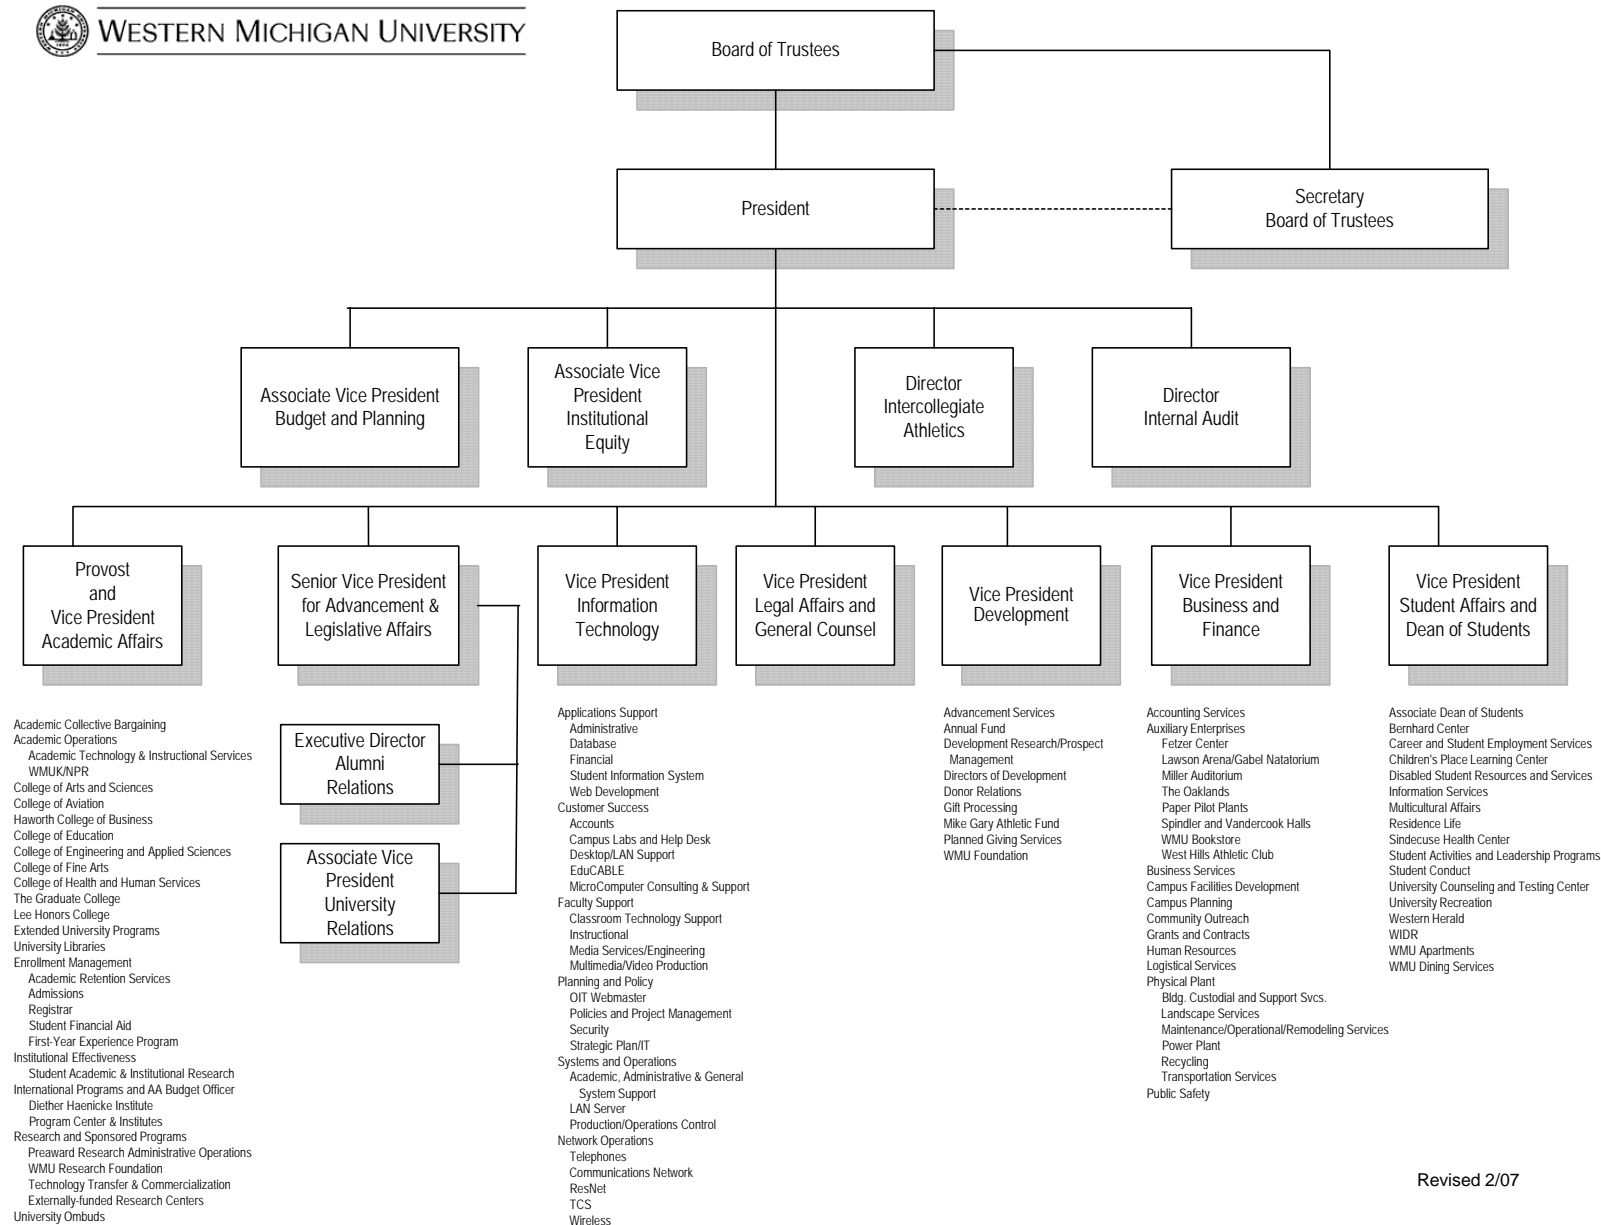 WESTERN MICHIGAN UNIVERSITY
Board of Trustees
President
Secretary
Board of Trustees
Associate Vice President
Budget and Planning
Associate Vice
President
Institutional
Equity
Director
Intercollegiate
Athletics
Director
Internal Audit
Provost
and
Vice President
Academic Affairs
Senior Vice President
for Advancement &
Legislative Affairs
Vice President
Information
Technology
Vice President
Legal Affairs and
General Counsel
Vice President
Development
Vice President
Business and
Finance
Vice President
Student Affairs and
Dean of Students
Academic Collective Bargaining
Academic Operations
Academic Technology & Instructional Services
WMUK/NPR
College of Arts and Sciences
College of Aviation
Haworth College of Business
College of Education
College of Engineering and Applied Sciences
College of Fine Arts
College of Health and Human Services
The Graduate College
Lee Honors College
Extended University Programs
University Libraries
Enrollment Management
Academic Retention Services
Admissions
Registrar
Student Financial Aid
First-Year Experience Program
Institutional Effectiveness
Student Academic & Institutional Research
International Programs and AA Budget Officer
Diether Haenicke Institute
Program Center & Institutes
Research and Sponsored Programs
Preaward Research Administrative Operations
WMU Research Foundation
Technology Transfer & Commercialization
Externally-funded Research Centers
University Ombuds
Executive Director
Alumni
Relations
Associate Vice
President
University
Relations
Applications Support
Administrative
Database
Financial
Student Information System
Web Development
Customer Success
Accounts
Campus Labs and Help Desk
Desktop/LAN Support
EduCABLE
MicroComputer Consulting & Support
Faculty Support
Classroom Technology Support
Instructional
Media Services/Engineering
Multimedia/Video Production
Planning and Policy
OIT Webmaster
Policies and Project Management
Security
Strategic Plan/IT
Systems and Operations
Academic, Administrative & General
System Support
LAN Server
Production/Operations Control
Network Operations
Telephones
Communications Network
ResNet
TCS
Wireless
Advancement Services
Annual Fund
Development Research/Prospect
Management
Directors of Development
Donor Relations
Gift Processing
Mike Gary Athletic Fund
Planned Giving Services
WMU Foundation
Accounting Services
Auxiliary Enterprises
Fetzer Center
Lawson Arena/Gabel Natatorium
Miller Auditorium
The Oaklands
Paper Pilot Plants
Spindler and Vandercook Halls
WMU Bookstore
West Hills Athletic Club
Business Services
Campus Facilities Development
Campus Planning
Community Outreach
Grants and Contracts
Human Resources
Logistical Services
Physical Plant
Bldg. Custodial and Support Svcs.
Landscape Services
Maintenance/Operational/Remodeling Services
Power Plant
Recycling
Transportation Services
Public Safety
Associate Dean of Students
Bernhard Center
Career and Student Employment Services
Children's Place Learning Center
Disabled Student Resources and Services
Information Services
Multicultural Affairs
Residence Life
Sindecuse Health Center
Student Activities and Leadership Programs
Student Conduct
University Counseling and Testing Center
University Recreation
Western Herald
WIDR
WMU Apartments
WMU Dining Services
Revised 2/07